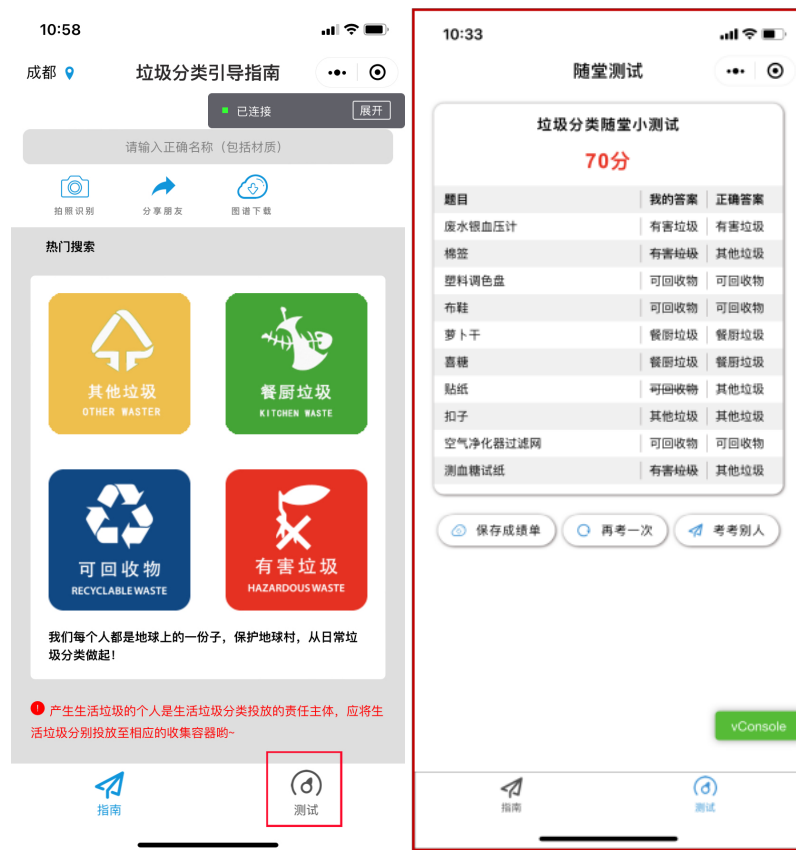 10:58
成都
垃圾分类引导指南
已连接
展开
请输入正确名称（包括材质）
拍照识别
分享朋友
图谱下载
热门搜索
其他垃圾
OTHER WASTER
餐厨垃圾
KITCHEN WASTE
可回收物
RECYCLABLE WASTE
有害垃圾
HAZARDOUS WASTE
我们每个人都是地球上的一份子，保护地球村，从日常垃
圾分类做起！
产生生活垃圾的个人是生活垃圾分类投放的责任主体，应将生
活垃圾分别投放至相应的收集容器哟~
指南
测试
10:33
随堂测试
垃圾分类随堂小测试
70分
题目 我的答案 正确答案
废水银血压计 有害垃圾 有害垃圾
棉签 有害垃圾 其他垃圾
塑料调色盘 可回收物 可回收物
布鞋 可回收物 可回收物
萝卜干 餐厨垃圾 餐厨垃圾
喜糖 餐厨垃圾 餐厨垃圾
贴纸 可回收物 其他垃圾
扣子 其他垃圾 其他垃圾
空气净化器过滤网 可回收物 可回收物
测血糖试纸 有害垃圾 其他垃圾
保存成绩单
再考一次
考考别人
vConsole
指南
测试